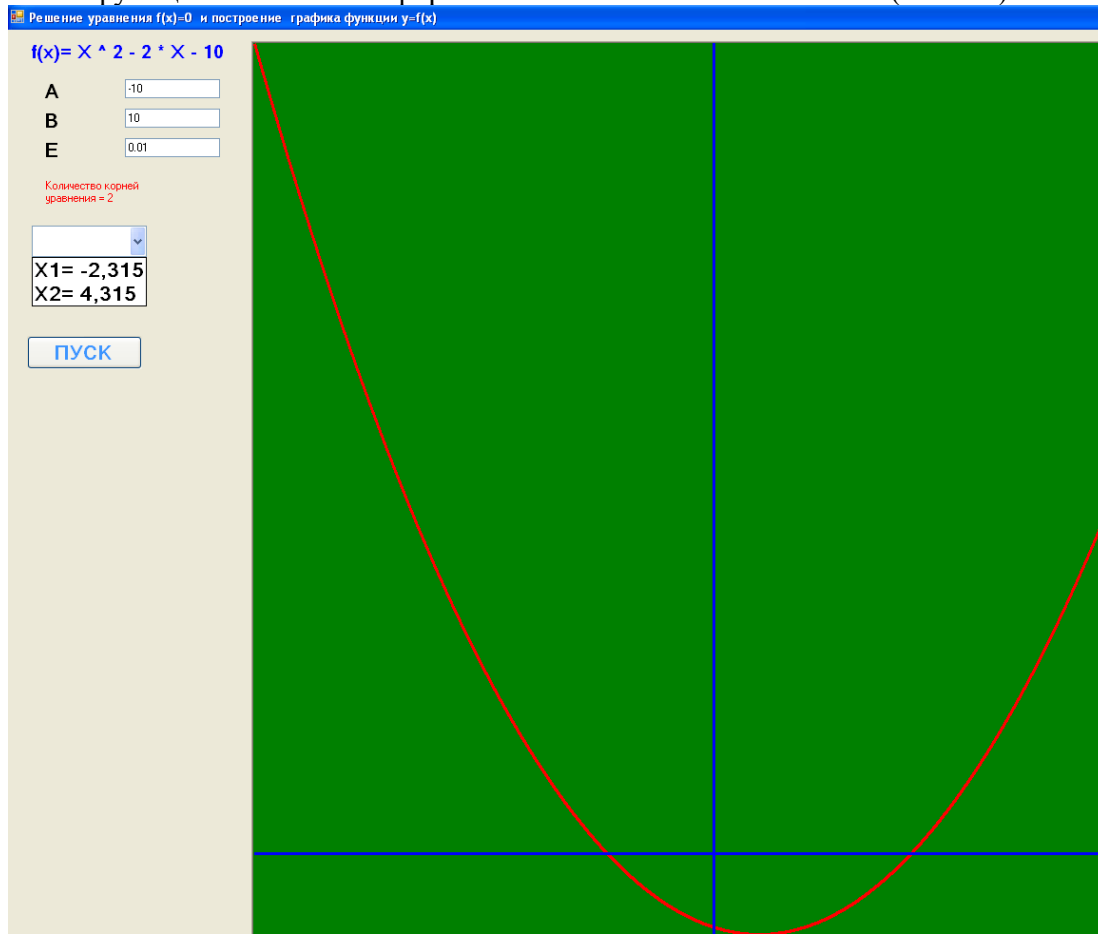 Решение уравнения f(x)=0 и построение графика функции y=f(x)
f(x)= X ^ 2 - 2 * X - 10
A -10
B 10
E 0.01
Количество корней
уравнения = 2
X1= -2,315
X2= 4,315
ПУСК